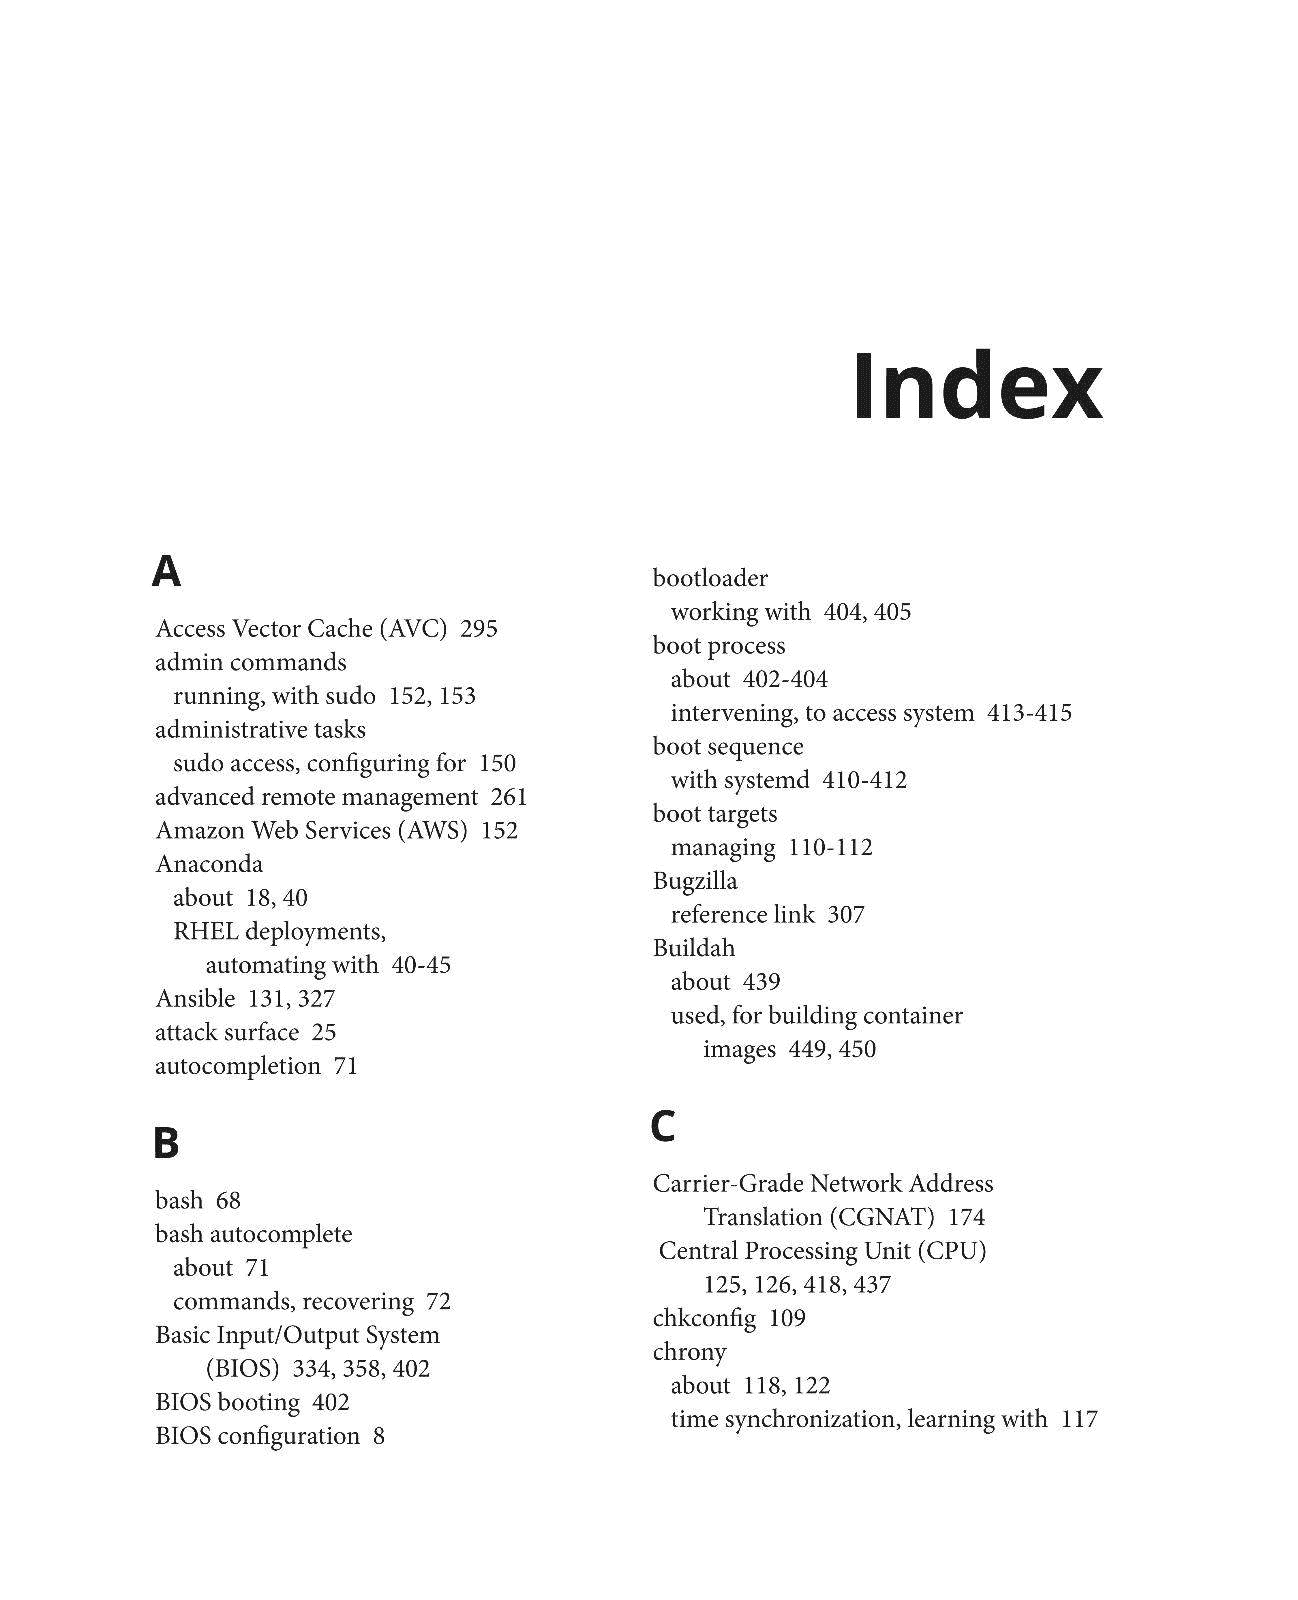 Index
A
Access Vector Cache (AVC) 295
admin commands
running, with sudo 152, 153
administrative tasks
sudo access, configuring for 150
advanced remote management 261
Amazon Web Services (AWS) 152
Anaconda
about 18, 40
RHEL deployments,
automating with 40-45
Ansible 131, 327
attack surface 25
autocompletion 71
B
bash 68
bash autocomplete
about 71
commands, recovering 72
Basic Input/Output System
(BIOS) 334, 358, 402
BIOS booting 402
BIOS configuration 8
bootloader
working with 404, 405
boot process
about 402-404
intervening, to access system 413-415
boot sequence
with systemd 410-412
boot targets
managing 110-112
Bugzilla
reference link 307
Buildah
about 439
used, for building container
images 449, 450
C
Carrier-Grade Network Address
Translation (CGNAT) 174
Central Processing Unit (CPU)
125, 126, 418, 437
chkconfig 109
chrony
about 118, 122
time synchronization, learning with 117